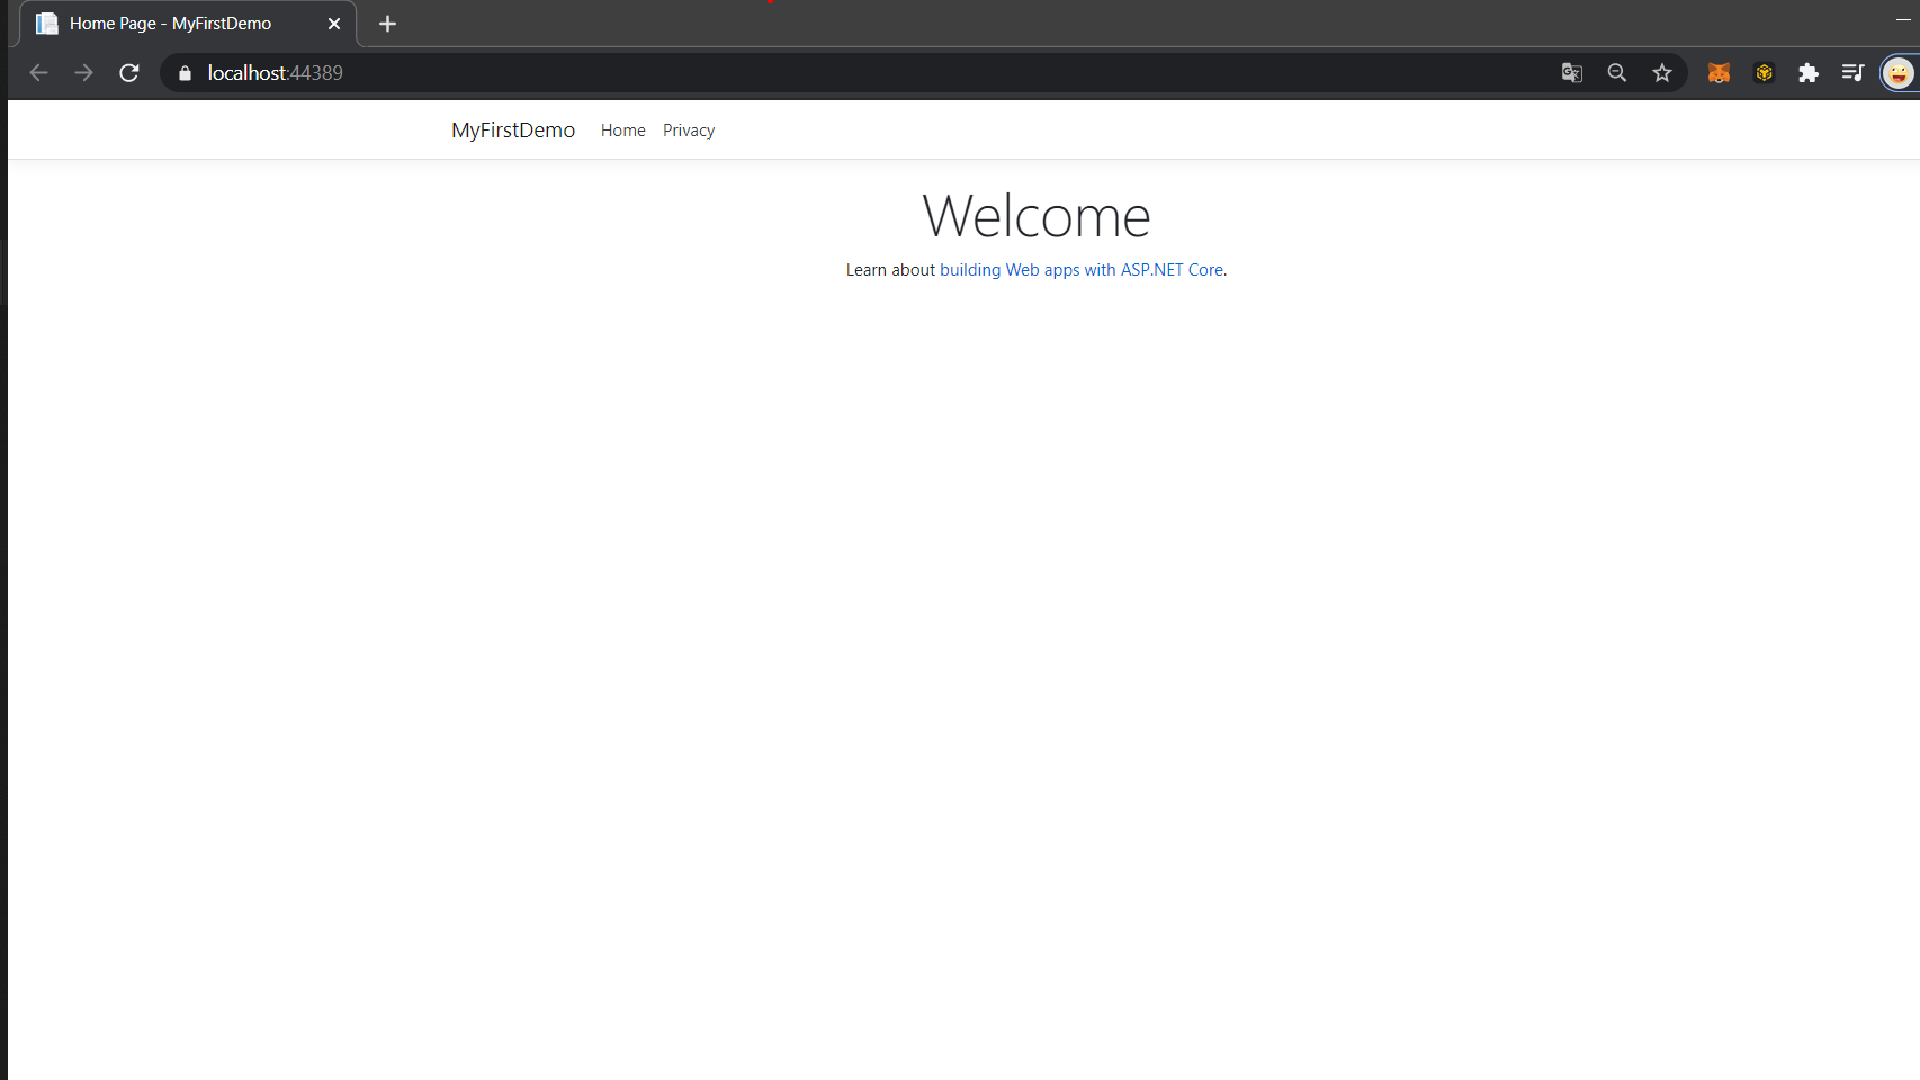 Home Page - MyFirstDemo
localhost:44389
MyFirstDemo Home Privacy
Welcome
Learn about building Web apps with ASP.NET Core.